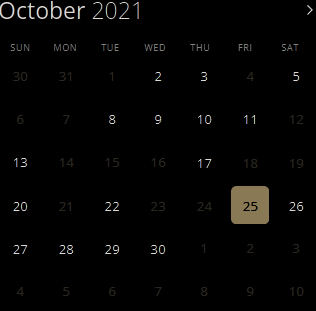 October 2021
SUN MON TUE WED THU FRI SAT
30 31 1 2 3 4 5
6 7 8 9 10 11 12
13 14 15 16 17 18 19
20 21 22 23 24 25 26
27 28 29 30 1 2 3
4 5 6 7 8 9 10